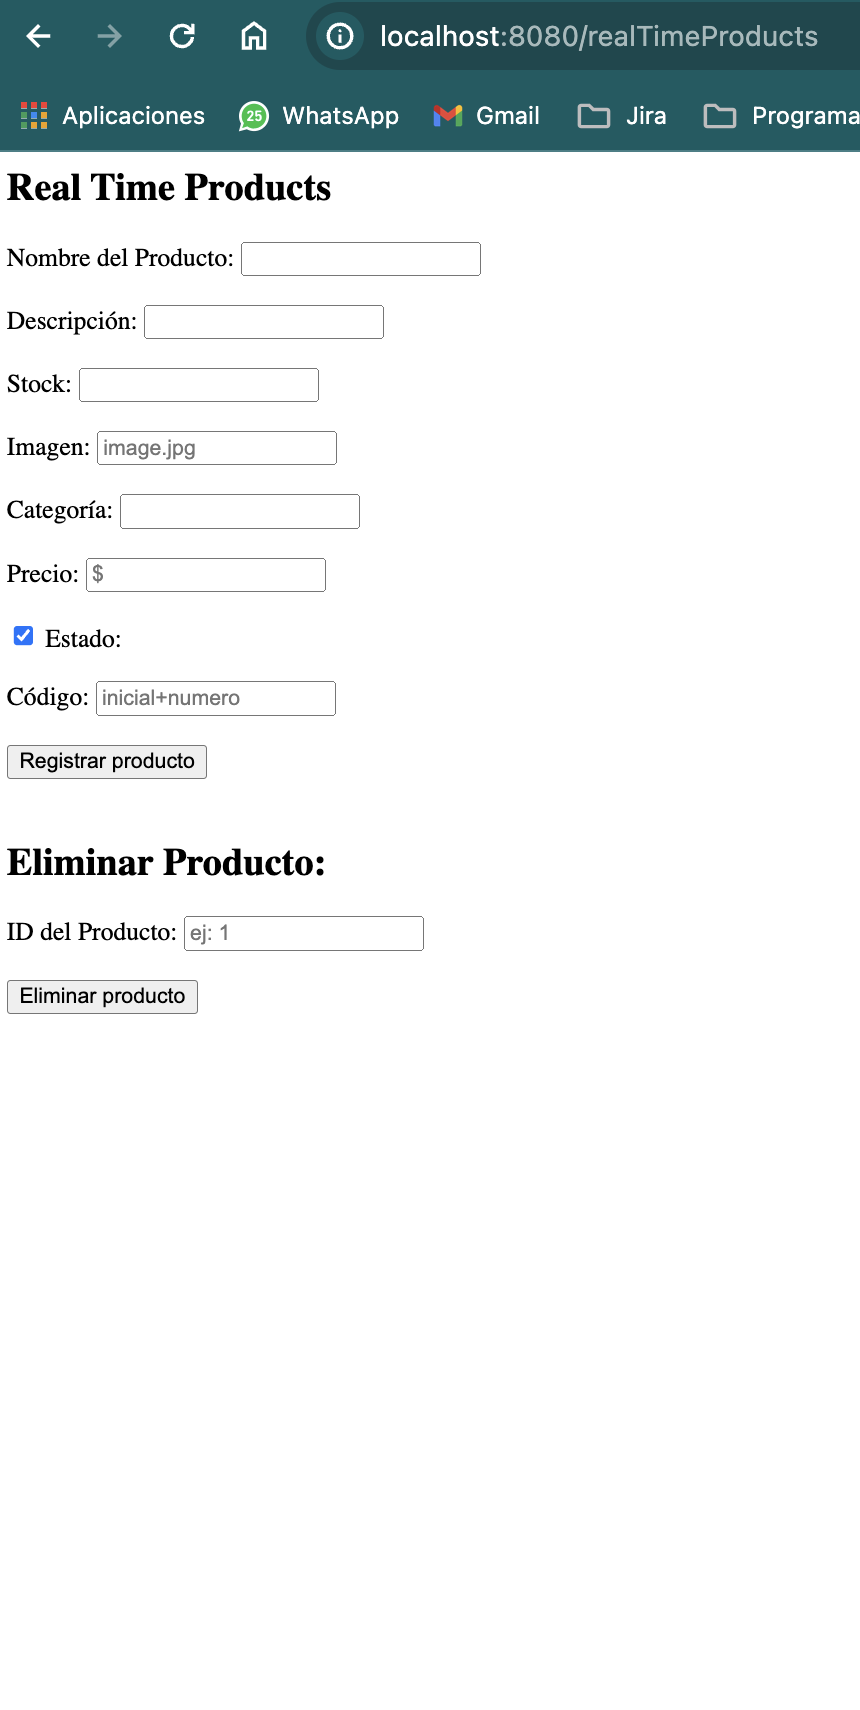 localhost:8080/realTimeProducts
Aplicaciones 25 WhatsApp Gmail Jira Programa
Real Time Products
Nombre del Producto:
Descripción:
Stock:
Imagen: image.jpg
Categoría:
Precio: $
Estado:
Código: inicial+numero
Registrar producto
Eliminar Producto:
ID del Producto: ej: 1
Eliminar producto